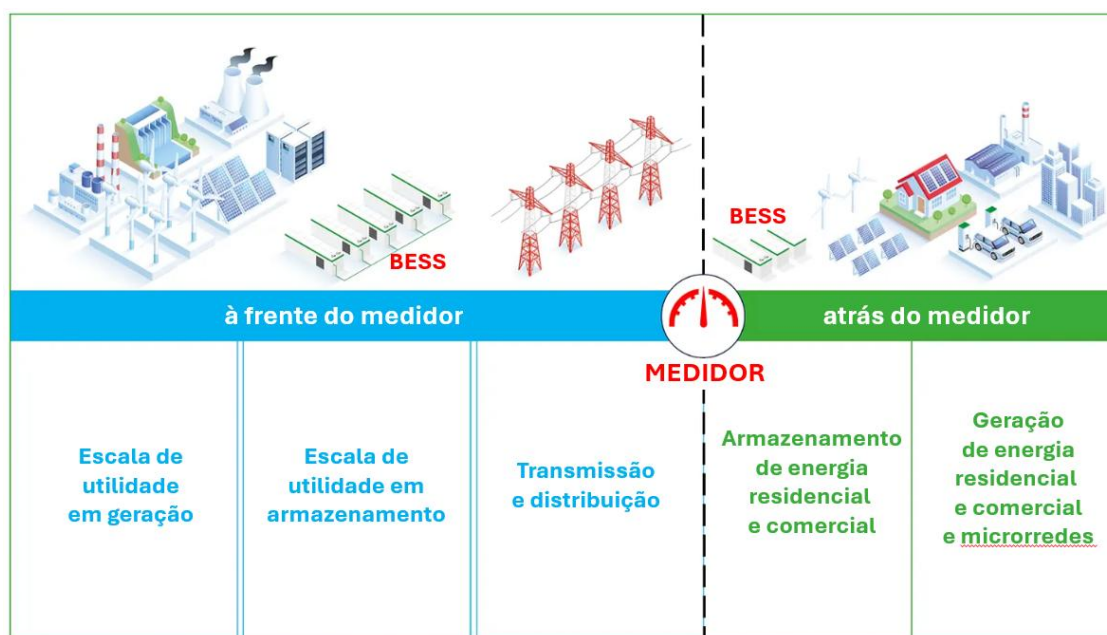 BESS
BESS
à frente do medidor
atrás do medidor
MEDIDOR
Escala de
utilidade
em geração
Escala de
utilidade em
armazenamento
Transmissão
e distribuição
Armazenamento
de energia
residencial
e comercial
Geração
de energia
residencial
e comercial
e microrredes